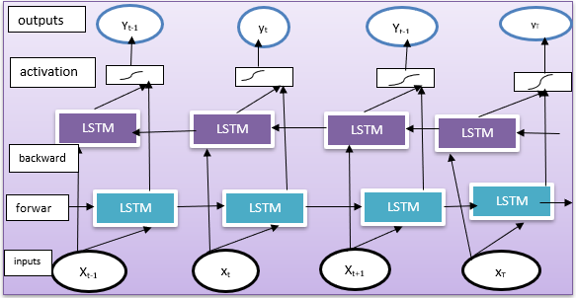 outputs
Yt-1
yt
Yt-1
yT
activation
LSTM
LSTM
LSTM
LSTM
backward
forwar
LSTM
LSTM
LSTM
LSTM
inputs
Xt-1
xt
Xt+1
xT